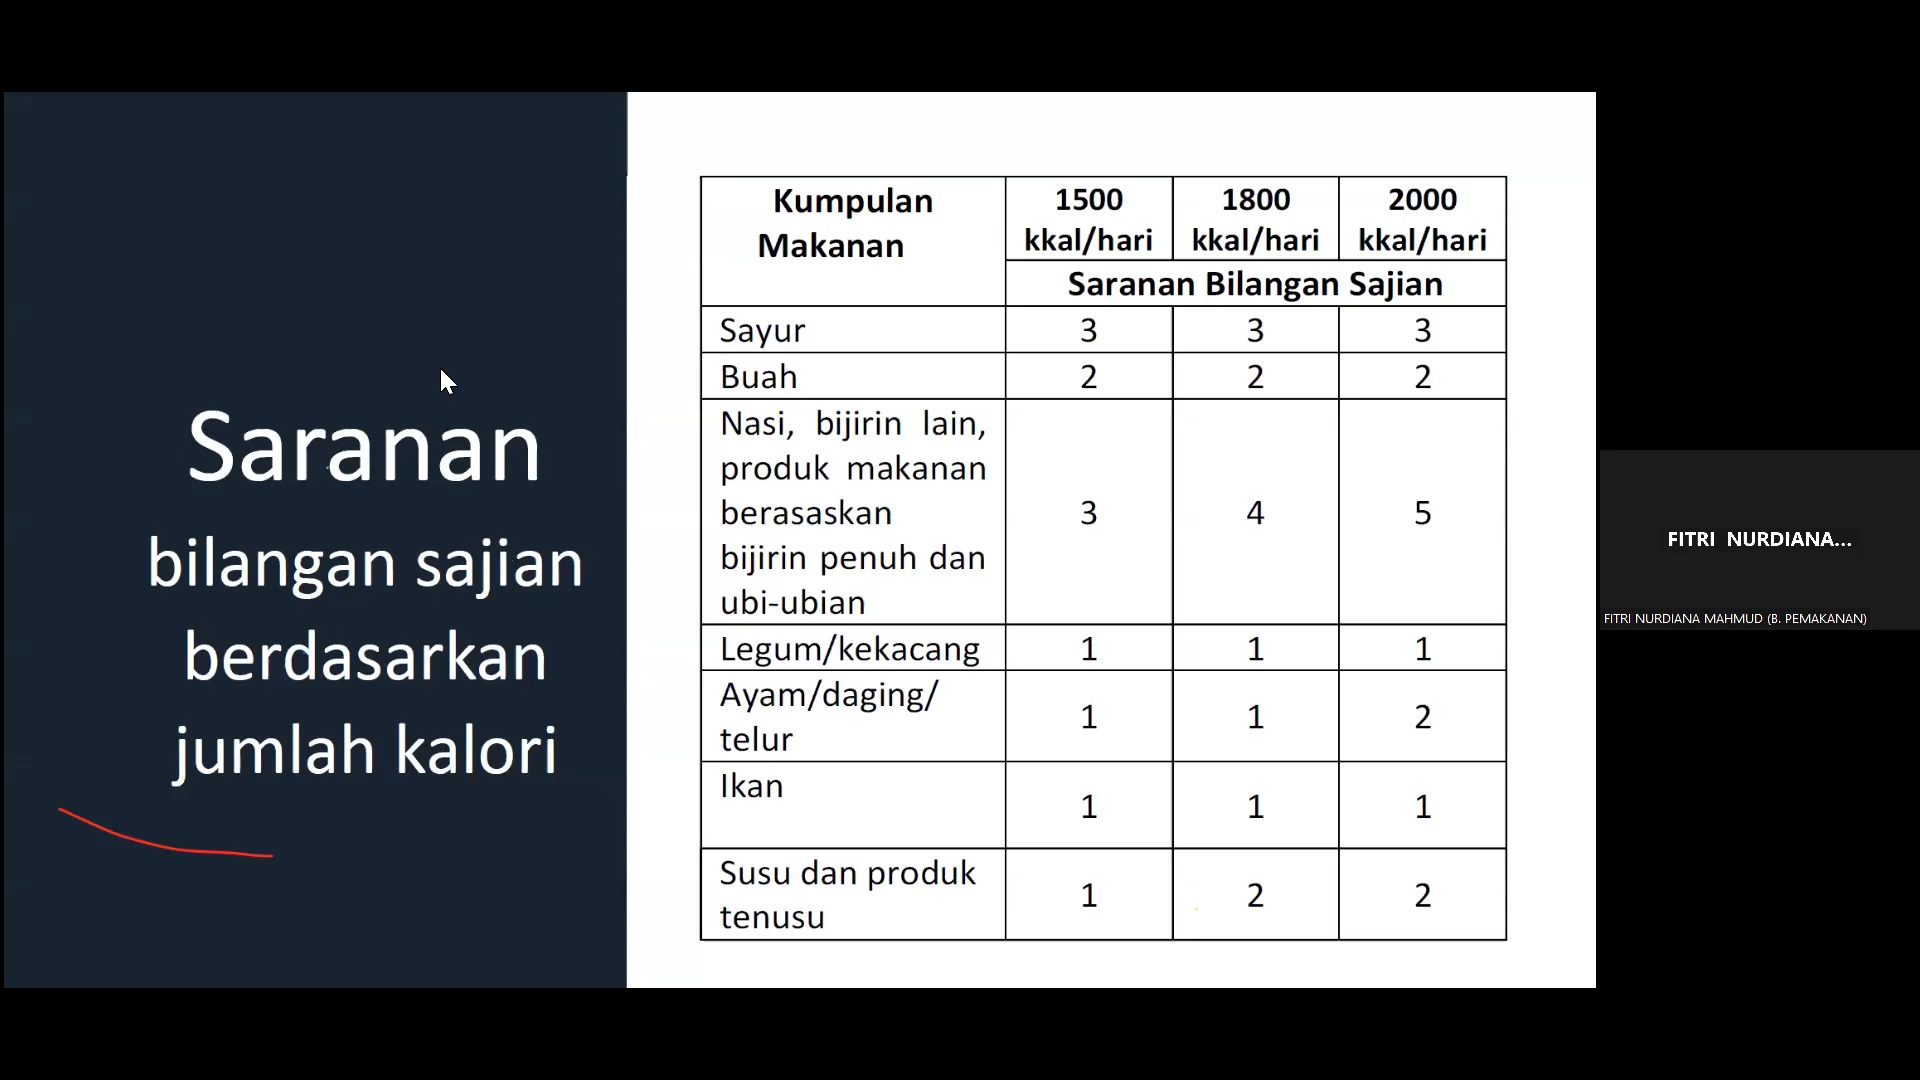 Saranan
bilangan sajian
berdasarkan
jumlah kalori
Kumpulan
Makanan
1500
kkal/hari
1800
kkal/hari
2000
kkal/hari
Saranan Bilangan Sajian
Sayur 3 3 3
Buah 2 2 2
Nasi, bijirin lain,
produk makanan
berasaskan
bijirin penuh dan
ubi-ubian
3 4 5
Legum/kekacang 1 1 1
Ayam/daging/
telur
1 1 2
Ikan
1 1 1
Susu dan produk
tenusu
1 2 2
FITRI NURDIANA...
FITRI NURDIANA MAHMUD (B. PEMAKANAN)